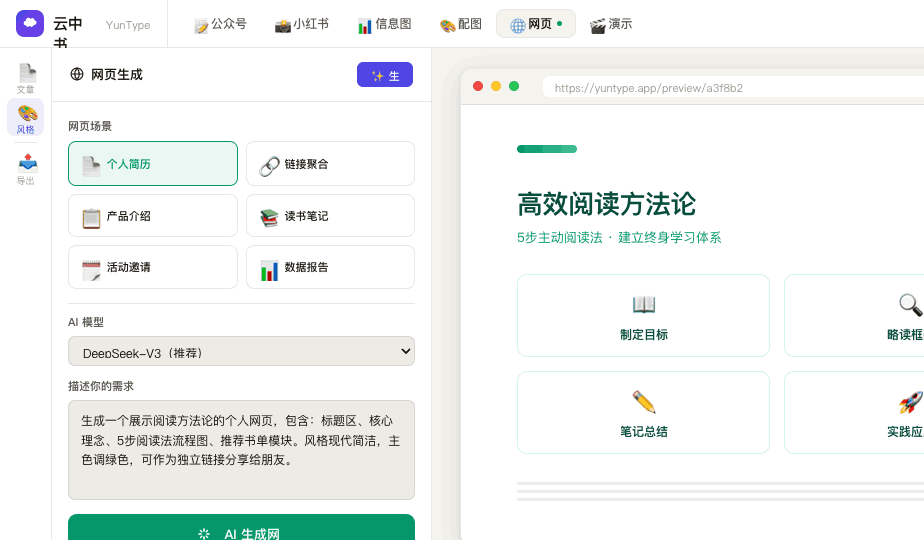 云中书
YunType
公众号
小红书
信息图
配图
网页
演示
文章
风格
导出
网页生成
✨ 生
网页场景
个人简历
链接聚合
产品介绍
读书笔记
活动邀请
数据报告
AI 模型
DeepSeek-V3（推荐）
描述你的需求
生成一个展示阅读方法论的个人网页，包含：标题区、核心
理念、5步阅读法流程图、推荐书单模块。风格现代简洁，主
色调绿色，可作为独立链接分享给朋友。
AI 生成网
https://yuntype.app/preview/a3f8b2
高效阅读方法论
5步主动阅读法 · 建立终身学习体系
制定目标
略读框
笔记总结
实践应